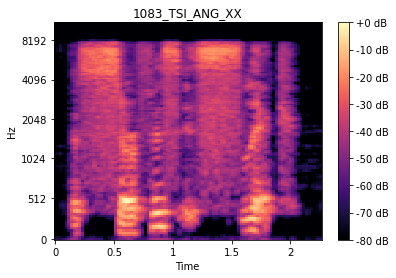 1083_TSI_ANG_XX
+0 dB
8192
-10 dB
4096
-20 dB
-30 dB
2048
Hz
-40 dB
1024
-50 dB
512
-60 dB
-70 dB
0
-80 dB
0 0.5 1 1.5 2
Time